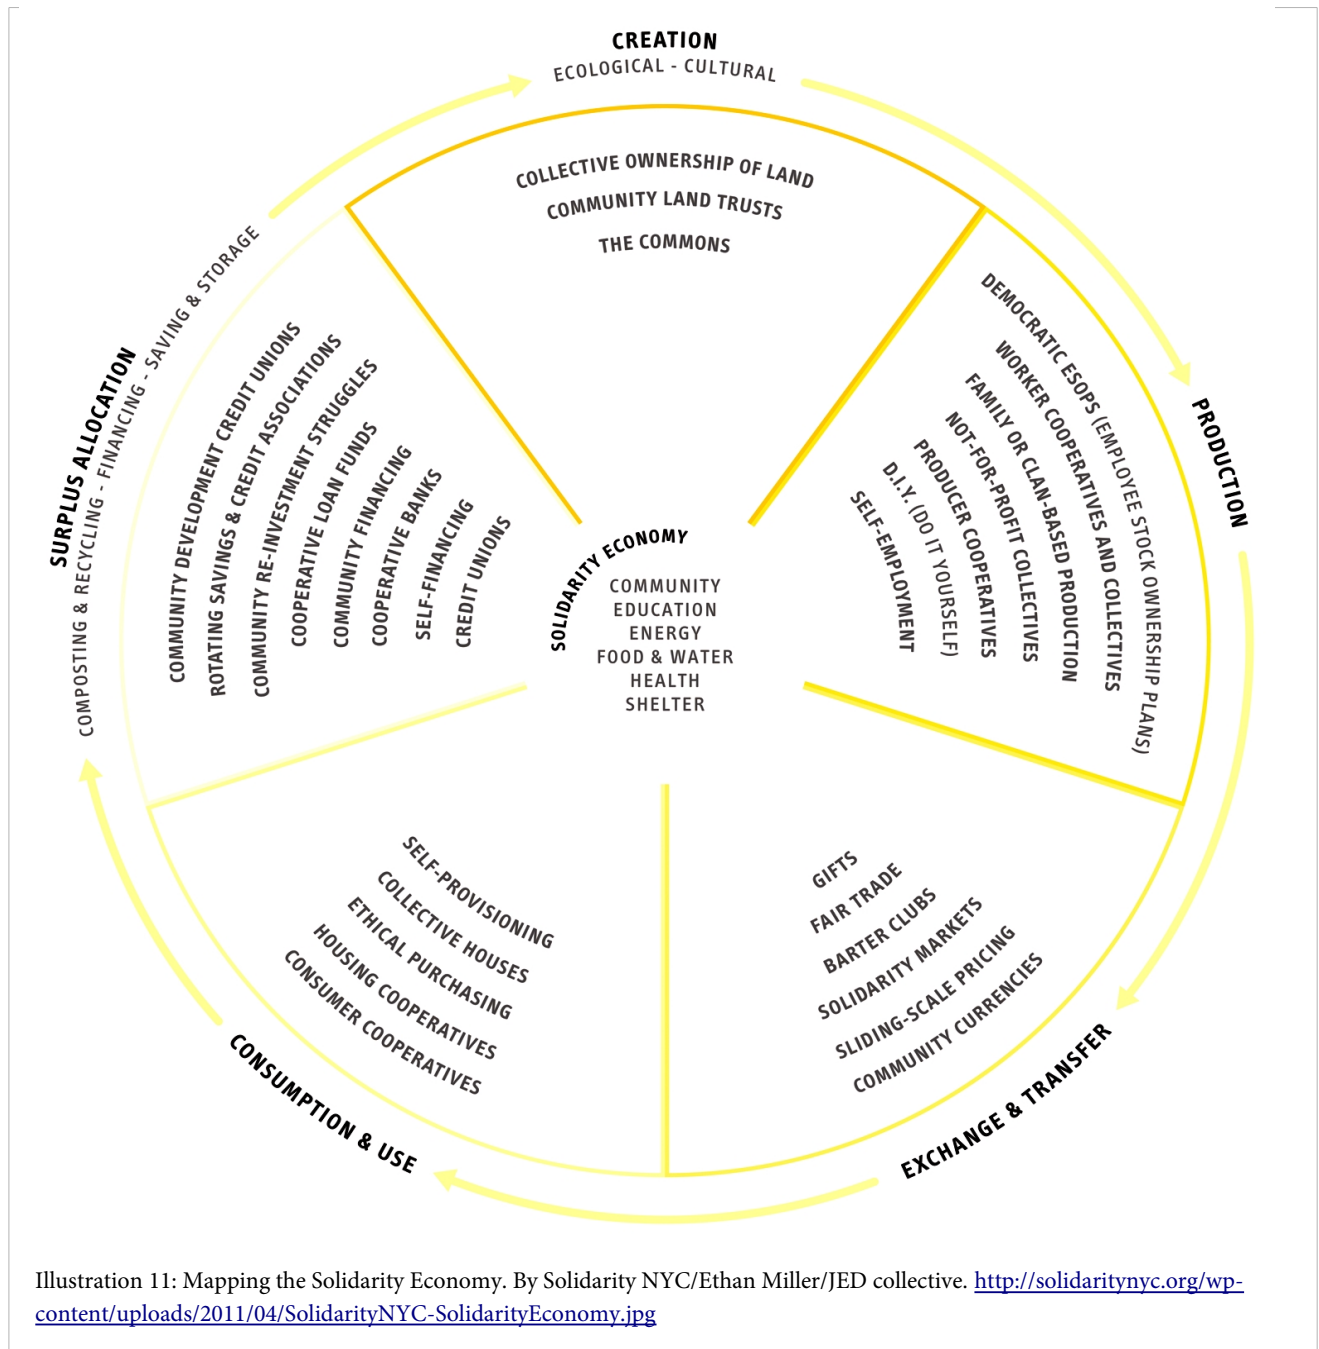 CREATION
ECOLOGICAL - CULTURAL
COLLECTIVE OWNERSHIP OF LAND
COMMUNITY LAND TRUSTS
THE COMMONS
PRODUCTION
DEMOCRATIC ESOPS (EMPLOYEE STOCK OWNERSHIP PLANS)
WORKER COOPERATIVES AND COLLECTIVES
FAMILY OR CLAN-BASED PRODUCTION
NOT-FOR-PROFIT COLLECTIVES
PRODUCER COOPERATIVES
D.I.Y. (DO IT YOURSELF)
SELF-EMPLOYMENT
EXCHANGE & TRANSFER
GIFTS
FAIR TRADE
BARTER CLUBS
SOLIDARITY MARKETS
SLIDING-SCALE PRICING
COMMUNITY CURRENCIES
CONSUMPTION & USE
SELF-PROVISIONING
COLLECTIVE HOUSES
ETHICAL PURCHASING
HOUSING COOPERATIVES
CONSUMER COOPERATIVES
SURPLUS ALLOCATION
COMPOSTING & RECYCLING - FINANCING - SAVING & STORAGE
COMMUNITY DEVELOPMENT CREDIT UNIONS
ROTATING SAVINGS & CREDIT ASSOCIATIONS
COMMUNITY RE-INVESTMENT STRUGGLES
COOPERATIVE LOAN FUNDS
COMMUNITY FINANCING
COOPERATIVE BANKS
SELF-FINANCING
CREDIT UNIONS
SOLIDARITY ECONOMY
COMMUNITY
EDUCATION
ENERGY
FOOD & WATER
HEALTH
SHELTER
Illustration 11: Mapping the Solidarity Economy. By Solidarity NYC/Ethan Miller/JED collective. http://solidaritynyc.org/wp-
content/uploads/2011/04/SolidarityNYC-SolidarityEconomy.jpg